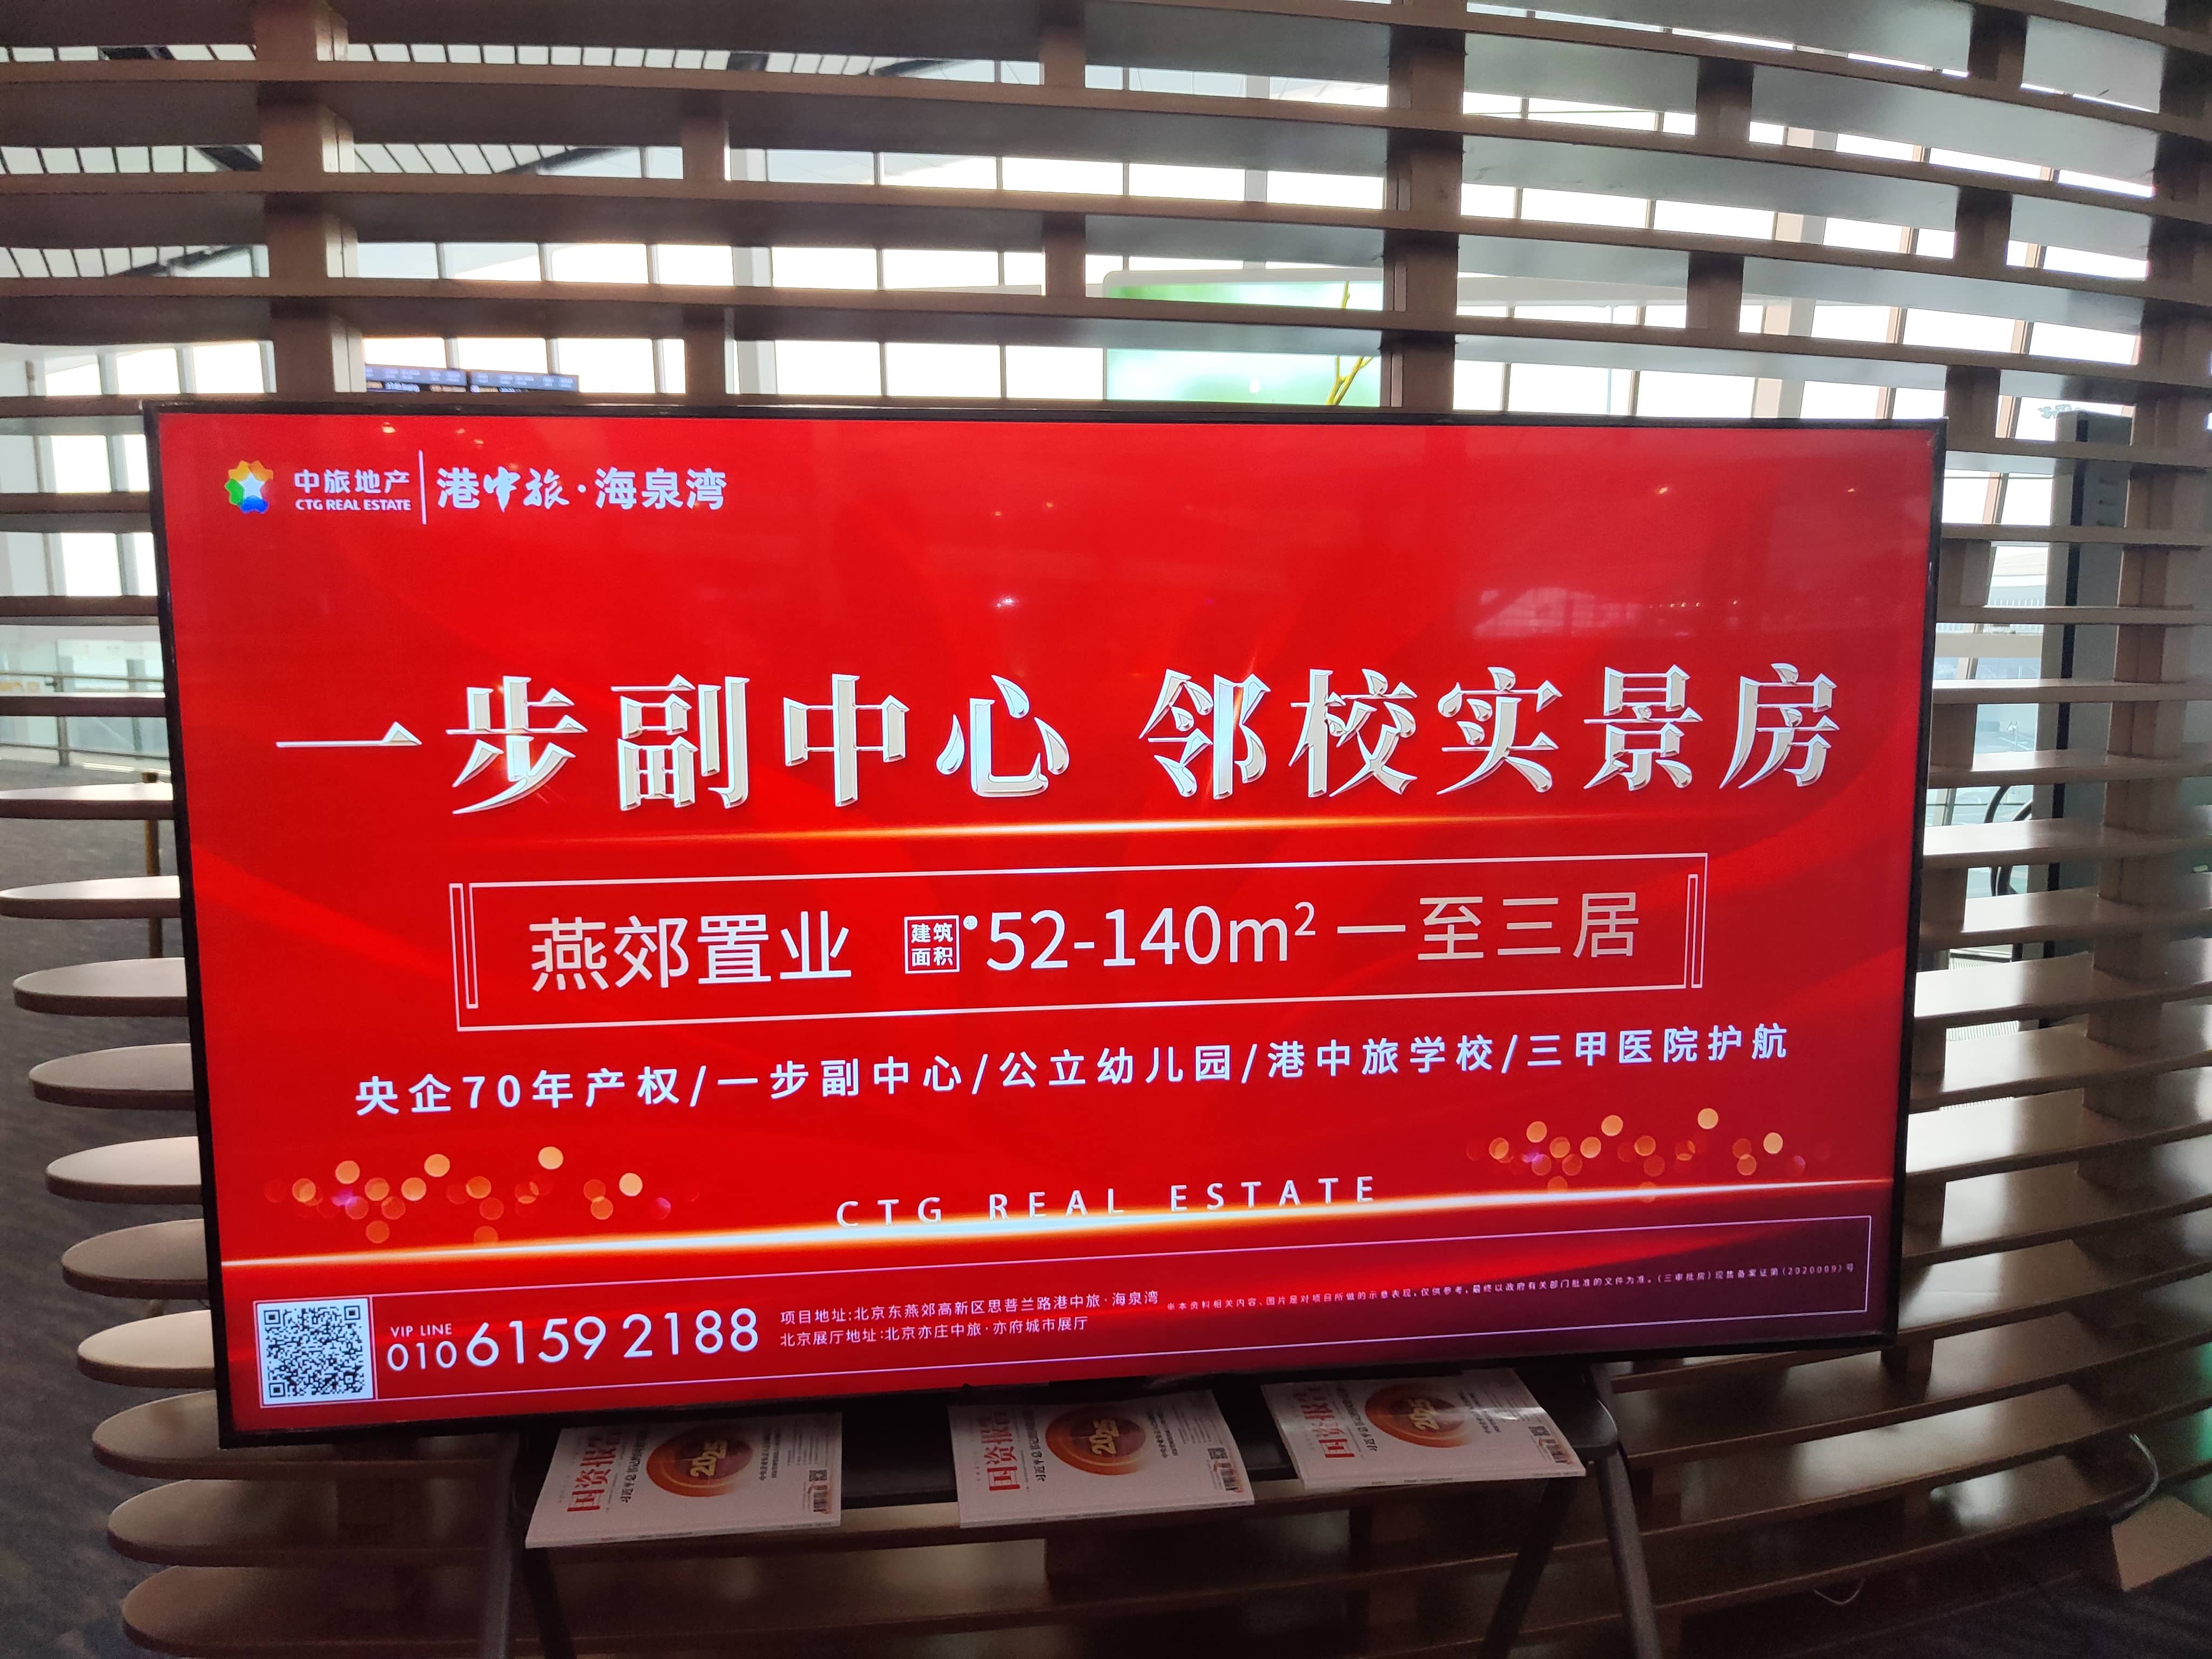 中旅地产
CTG REAL ESTATE
港中旅·海泉湾
一步副中心 邻校实景房
燕郊置业 建筑面积 52-140m² 一至三居
央企70年产权/一步副中心/公立幼儿园/港中旅学校/三甲医院护航
CTG REAL ESTATE
VIP LINE
010 6159 2188
项目地址:北京东燕郊高新区思菩兰路港中旅·海泉湾
北京展厅地址:北京亦庄中旅·亦府城市展厅
※本资料相关内容、图片是对项目所做的示意表现,仅供参考,最终以政府有关部门批准的文件为准。(三审批房)现售备案证第(2020009)号
国资报告
2025
国资报告
2025
国资报告
2025